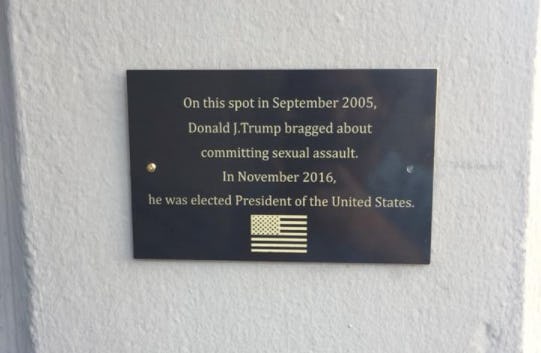 On this spot in September 2005,
Donald J.Trump bragged about
committing sexual assault.
In November 2016,
he was elected President of the United States.